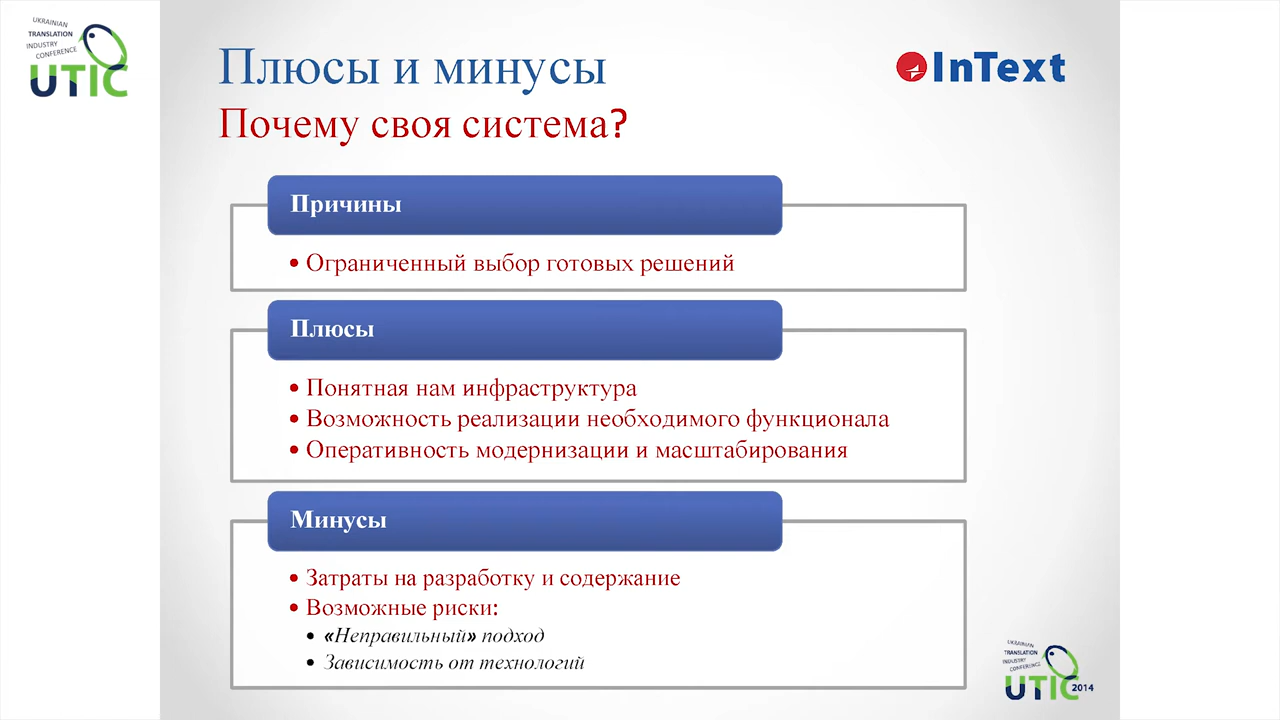 UKRAINIAN
TRANSLATION
INDUSTRY
CONFERENCE
UTIC
Плюсы и минусы
InText
Почему своя система?
Причины
• Ограниченный выбор готовых решений
Плюсы
• Понятная нам инфраструктура
• Возможность реализации необходимого функционала
• Оперативность модернизации и масштабирования
Минусы
• Затраты на разработку и содержание
• Возможные риски:
• «Неправильный» подход
• Зависимость от технологий
UKRAINIAN
TRANSLATION
INDUSTRY
CONFERENCE
UTIC 2014